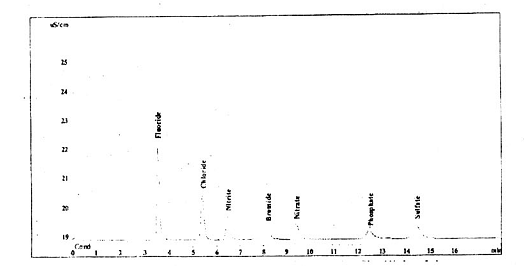 uS/cm
25
24
23
22
21
20
19
Fluoride
Chloride
Nitrite
Bromide
Nitrate
Phosphate
Sulfate
Cond
0 1 2 3 4 5 6 7 8 9 10 11 12 13 14 15 16
min